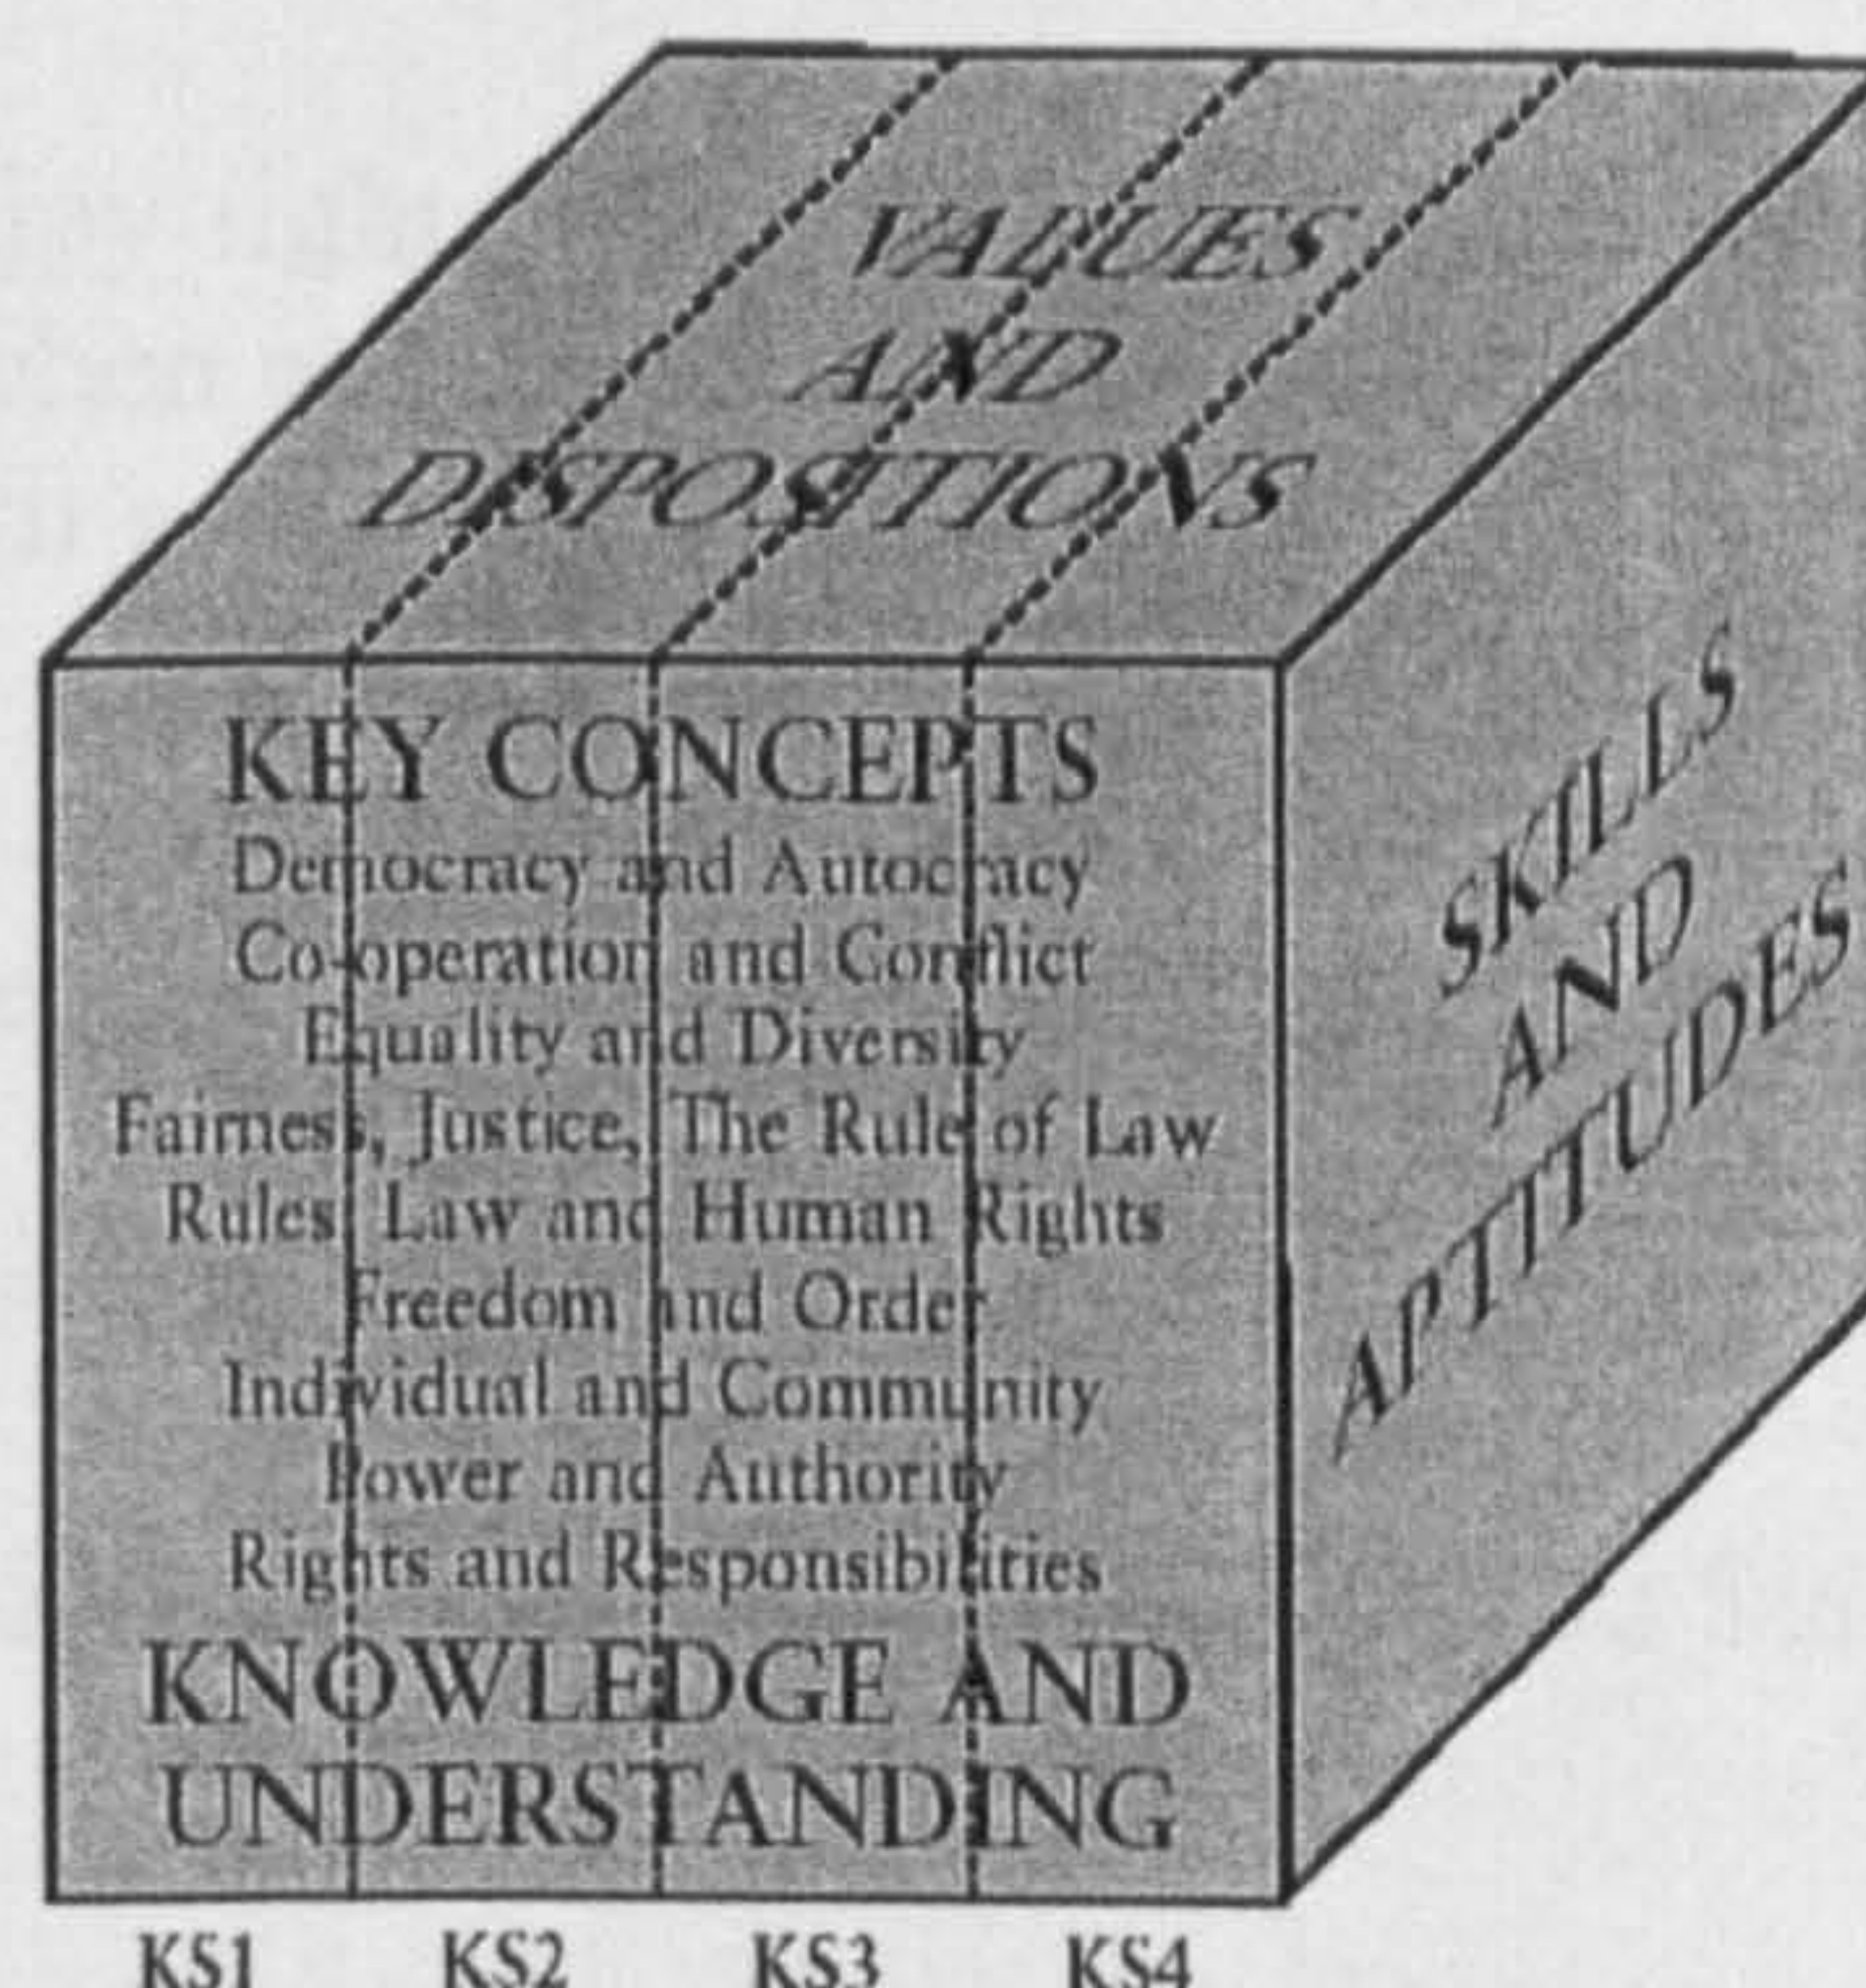 VALUES
AND
DISPOSITIONS
KEY CONCEPTS
Democracy and Autocracy
Co-operation and Conflict
Equality and Diversity
Fairness, Justice, The Rule of Law
Rules, Law and Human Rights
Freedom and Order
Individual and Community
Power and Authority
Rights and Responsibilities
KNOWLEDGE AND
UNDERSTANDING
SKILLS
AND
APTITUDES
KS1 KS2 KS3 KS4